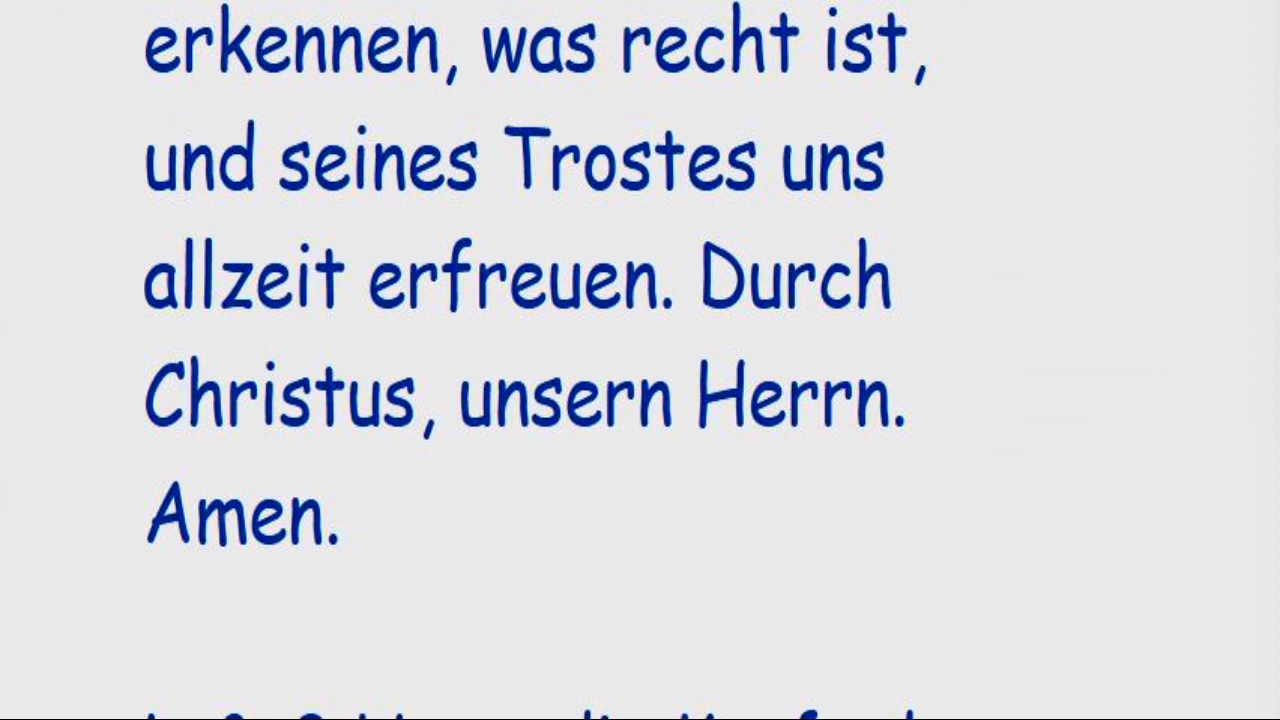 erkennen, was recht ist,
und seines Trostes uns
allzeit erfreuen. Durch
Christus, unsern Herrn.
Amen.